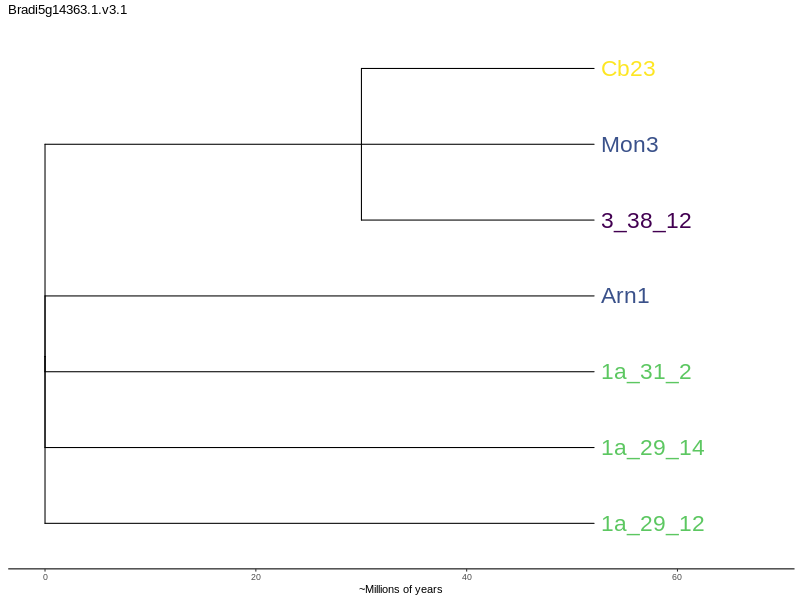 Bradi5g14363.1.v3.1
Cb23
Mon3
3_38_12
Arn1
1a_31_2
1a_29_14
1a_29_12
0 20 40 60
~Millions of years